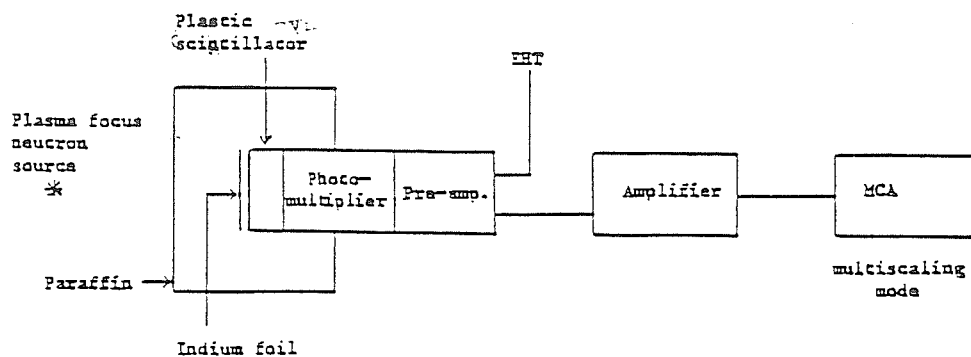 Plastic
scintillator
EHT
Plasma focus
neutron
source
Photo-
multiplier
Pre-amp.
Amplifier
MCA
Paraffin
multiscaling
mode
Indium foil